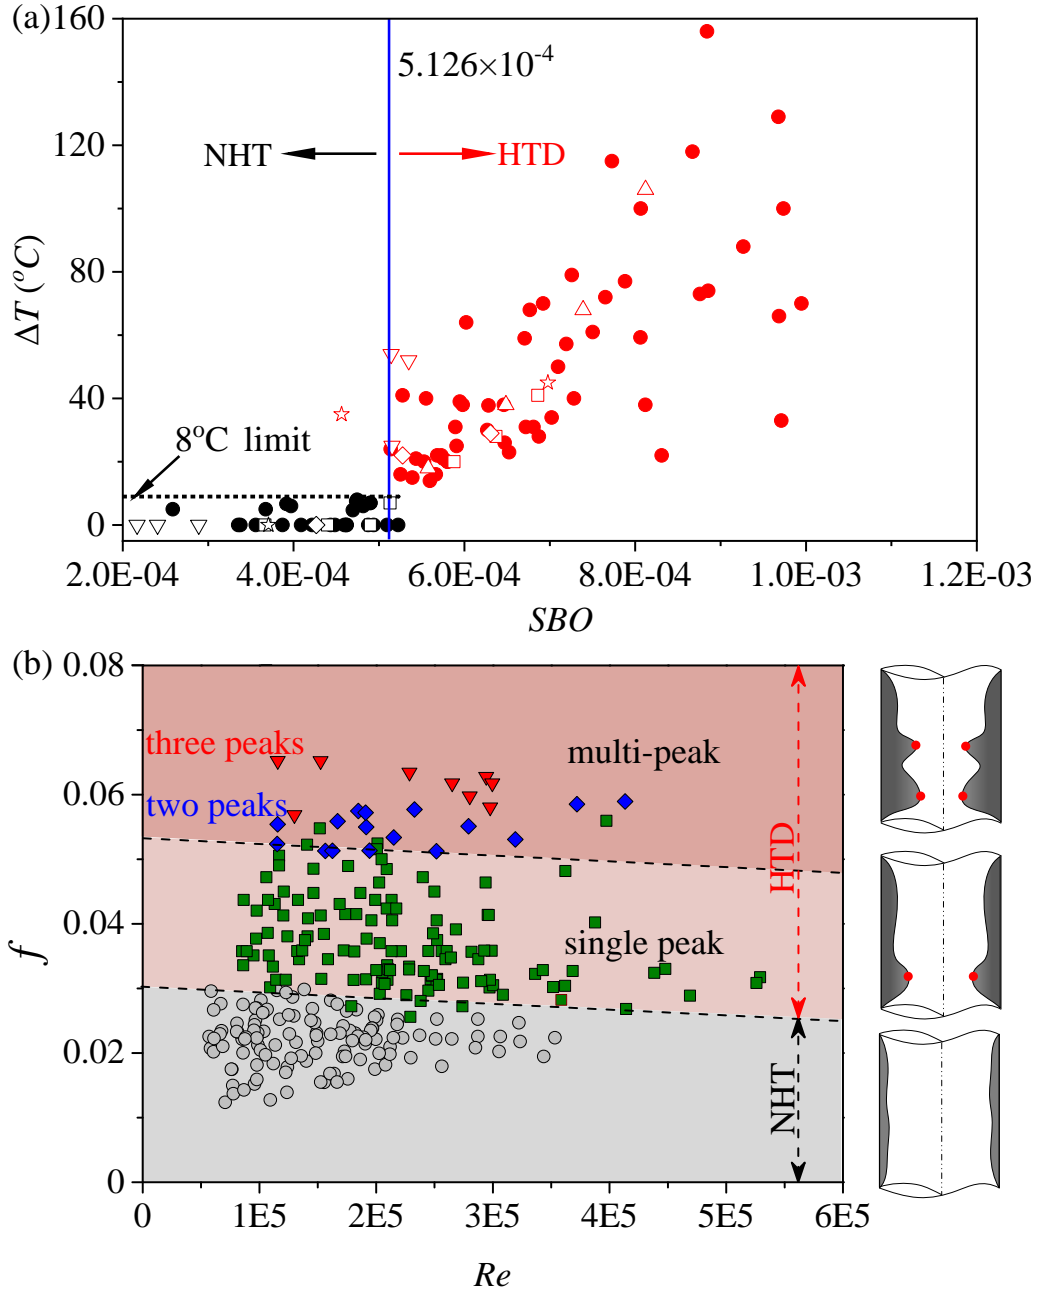 (a)
160
120
80
40
0
ΔT (°C)
5.126×10⁻⁴
NHT
HTD
8°C limit
2.0E-04 4.0E-04 6.0E-04 8.0E-04 1.0E-03 1.2E-03
SBO
(b)
0.08
0.06
0.04
0.02
0
f
three peaks
two peaks
multi-peak
single peak
HTD
NHT
0 1E5 2E5 3E5 4E5 5E5 6E5
Re